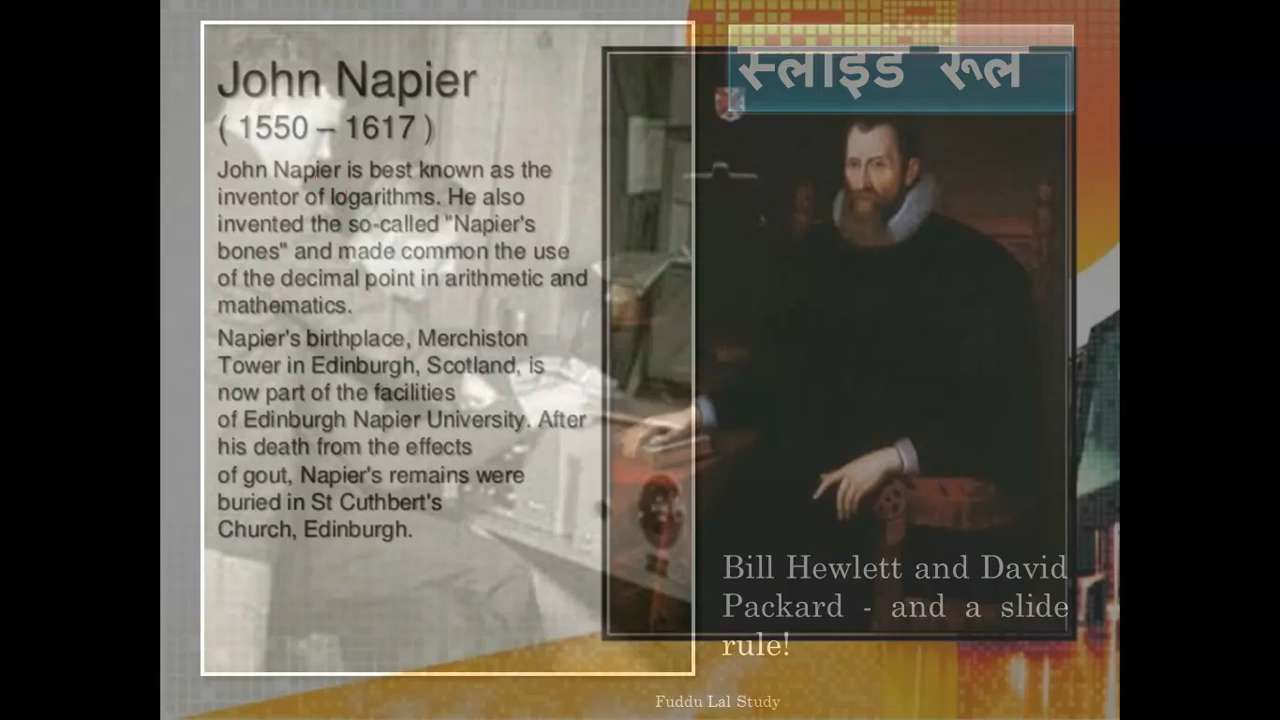 John Napier
( 1550 – 1617 )
John Napier is best known as the
inventor of logarithms. He also
invented the so-called "Napier's
bones" and made common the use
of the decimal point in arithmetic and
mathematics.
Napier's birthplace, Merchiston
Tower in Edinburgh, Scotland, is
now part of the facilities
of Edinburgh Napier University. After
his death from the effects
of gout, Napier's remains were
buried in St Cuthbert's
Church, Edinburgh.
स्लाइड रूल
Bill Hewlett and David
Packard - and a slide
rule!
Fuddu Lal Study